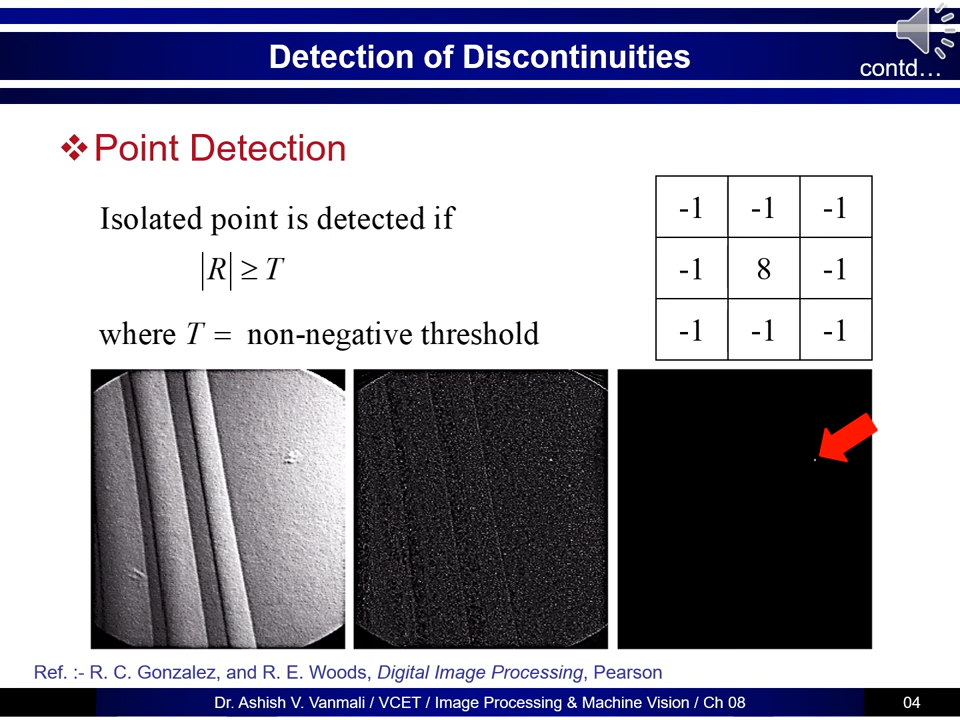 Detection of Discontinuities
contd…
❖Point Detection
Isolated point is detected if
|R| ≥ T
where T = non-negative threshold
-1 -1 -1
-1 8 -1
-1 -1 -1
Ref. :- R. C. Gonzalez, and R. E. Woods, Digital Image Processing, Pearson
Dr. Ashish V. Vanmali / VCET / Image Processing & Machine Vision / Ch 08
04